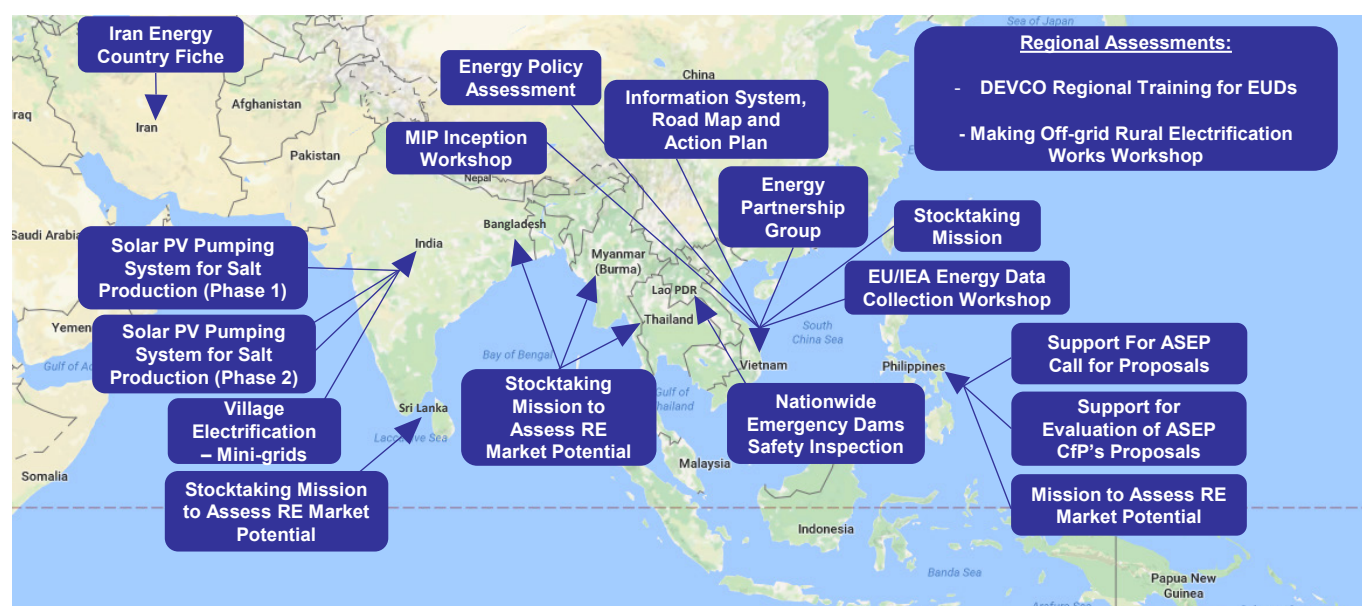 Sea of Japan
Iran Energy
Country Fiche
Energy Policy
Assessment
China
Information System,
Road Map and
Action Plan
Regional Assessments:
- DEVCO Regional Training for EUDs
- Making Off-grid Rural Electrification
Works Workshop
Afghanistan
Iran
raq
Pakistan
MIP Inception
Workshop
Nepal
Energy
Partnership
Group
Stocktaking
Mission
Saudi Arabia
Solar PV Pumping
System for Salt
Production (Phase 1)
India
Bangladesh
Myanmar
(Burma)
Lao PDR
Thailand
EU/IEA Energy Data
Collection Workshop
Yemen
Gulf of A
Solar PV Pumping
System for Salt
Production (Phase 2)
Bay of Bengal
South
China Sea
Vietnam
Philippines
Support For ASEP
Call for Proposals
Stocktaking
Mission to
Assess RE
Market Potential
Gulf of
Thailand
Nationwide
Emergency Dams
Safety Inspection
Support for
Evaluation of ASEP
CfP's Proposals
Village
Electrification
– Mini-grids
Sri Lanka
Laccadive Sea
Somalia
Malaysia
Stocktaking Mission
to Assess RE Market
Potential
Mission to Assess RE
Market Potential
Indonesia
Banda Sea
Papua New
Guinea
Arafura Sea